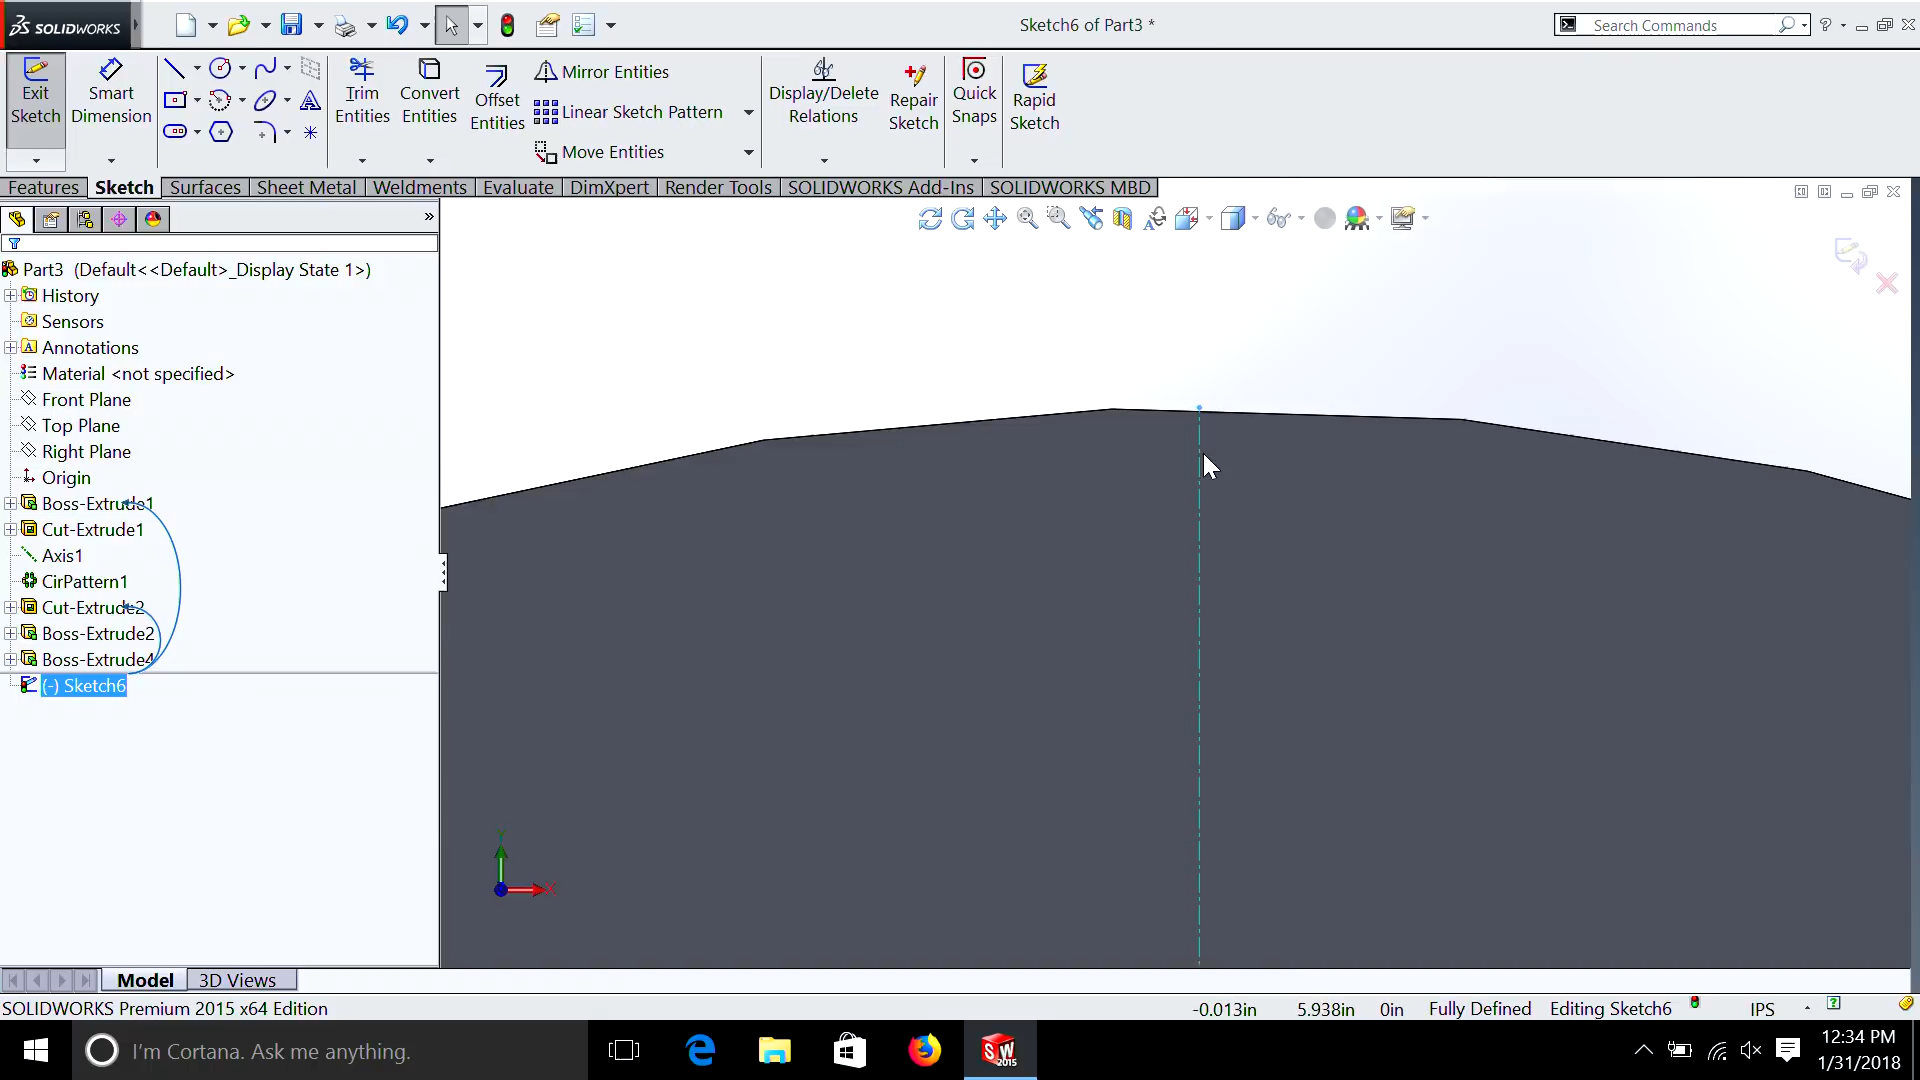 SOLIDWORKS
Sketch6 of Part3 *
Search Commands
Exit Sketch
Smart Dimension
Trim Entities
Convert Entities
Offset Entities
Mirror Entities
Linear Sketch Pattern
Move Entities
Display/Delete Relations
Repair Sketch
Quick Snaps
Rapid Sketch
Features
Sketch
Surfaces
Sheet Metal
Weldments
Evaluate
DimXpert
Render Tools
SOLIDWORKS Add-Ins
SOLIDWORKS MBD
Part3 (Default<<Default>_Display State 1>)
History
Sensors
Annotations
Material <not specified>
Front Plane
Top Plane
Right Plane
Origin
Boss-Extrude1
Cut-Extrude1
Axis1
CirPattern1
Cut-Extrude2
Boss-Extrude2
Boss-Extrude4
(-) Sketch6
Y
X
Model
3D Views
SOLIDWORKS Premium 2015 x64 Edition
-0.013in
5.938in
0in
Fully Defined
Editing Sketch6
IPS
I'm Cortana. Ask me anything.
SW
2015
12:34 PM
1/31/2018